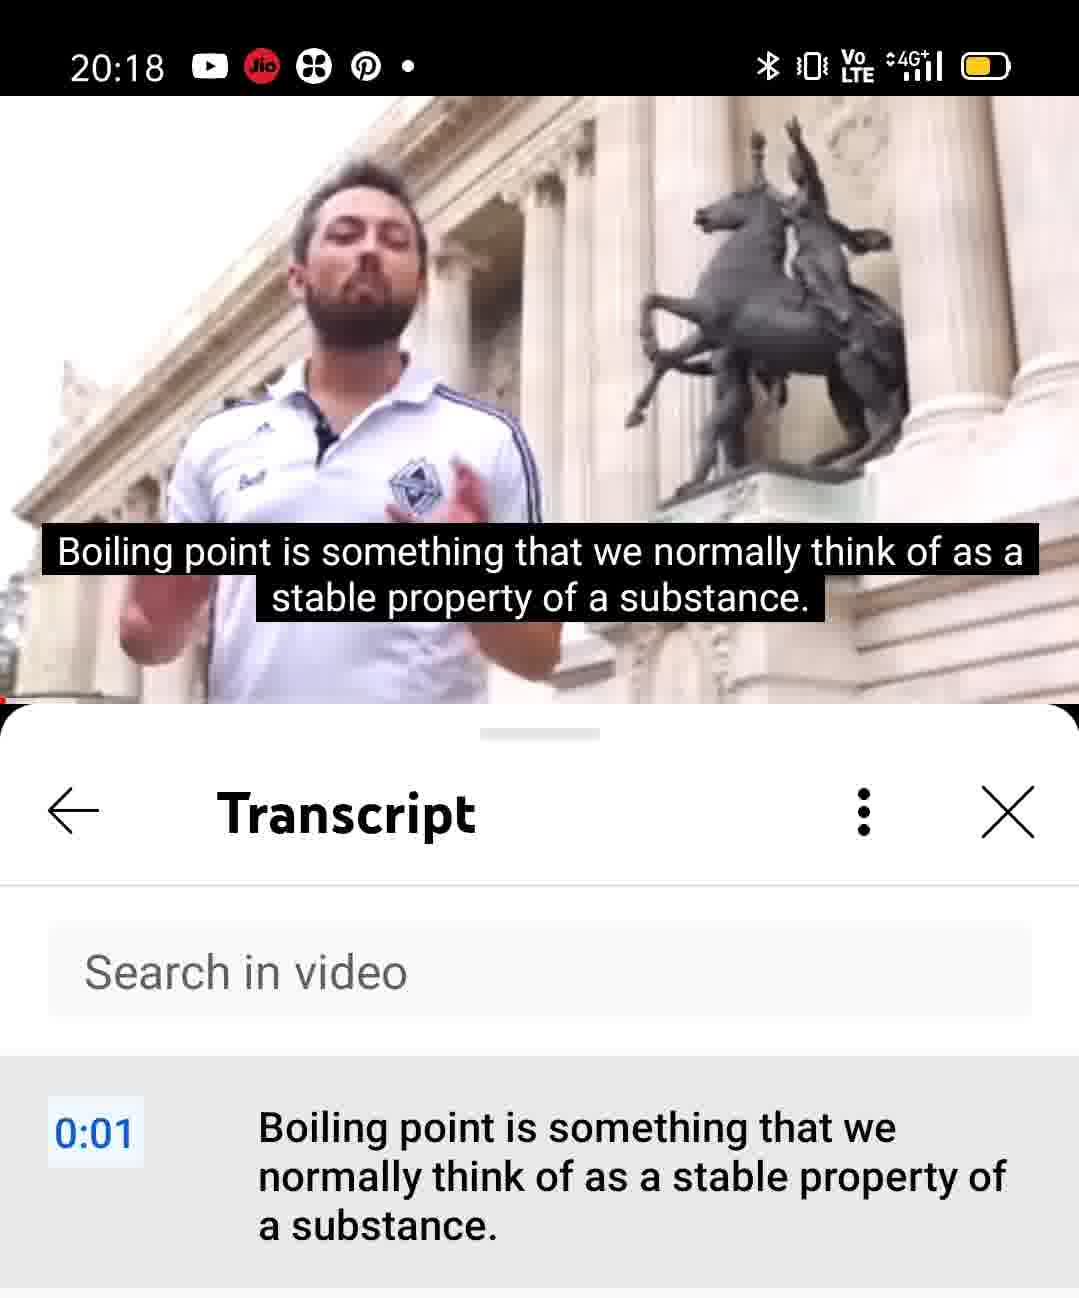 20:18
Jio
Vo
LTE
4G+
Bell
Boiling point is something that we normally think of as a
stable property of a substance.
Transcript
Search in video
0:01
Boiling point is something that we
normally think of as a stable property of
a substance.